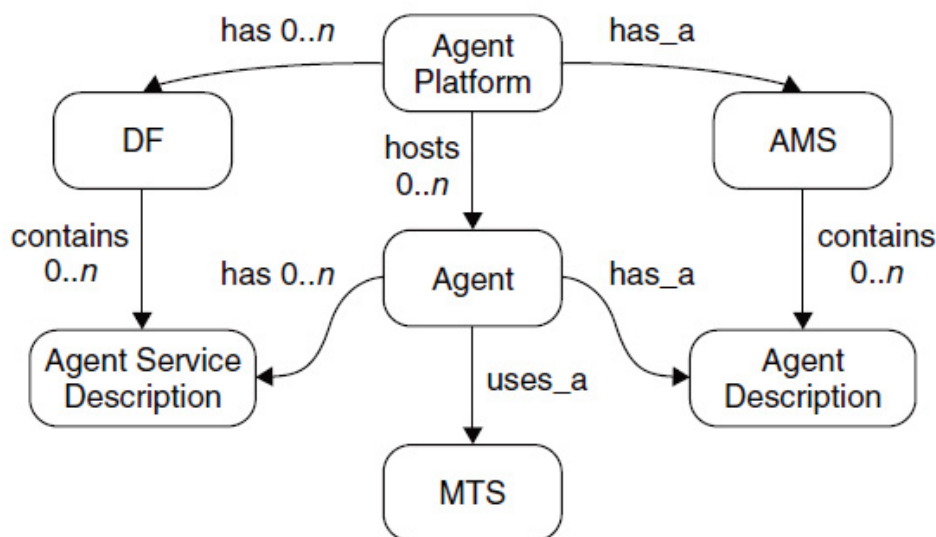 has 0..n
Agent
Platform
has_a
DF
hosts
0..n
AMS
contains
0..n
has 0..n
Agent
has_a
contains
0..n
Agent Service
Description
uses_a
Agent
Description
MTS